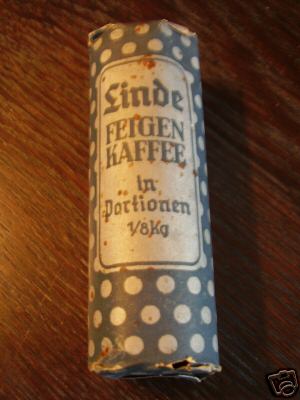 Linde
FEIGEN
KAFFEE
in
Portionen
1/8 Kg